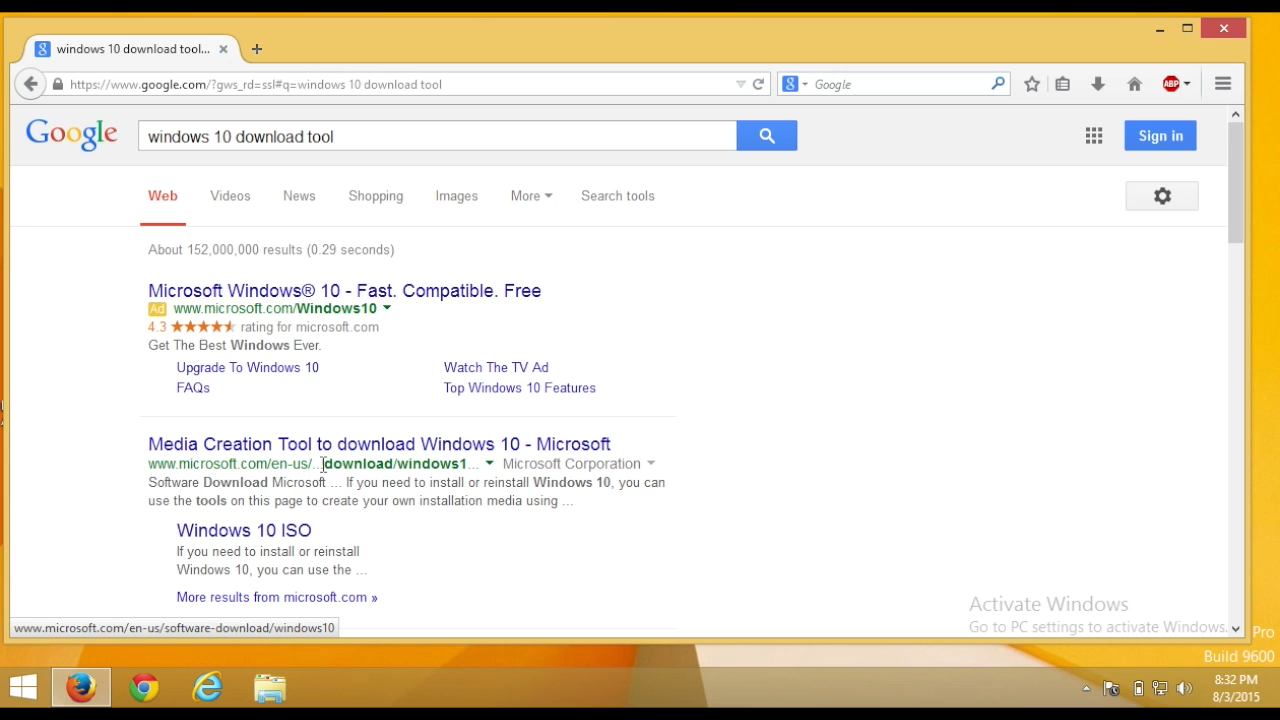 windows 10 download tool...
https://www.google.com/?gws_rd=ssl#q=windows 10 download tool
Google
ABP
Google
windows 10 download tool
Sign in
Web Videos News Shopping Images More Search tools
About 152,000,000 results (0.29 seconds)
Microsoft Windows® 10 - Fast. Compatible. Free
Ad www.microsoft.com/Windows10
4.3 ★★★★★ rating for microsoft.com
Get The Best Windows Ever.
Upgrade To Windows 10 Watch The TV Ad
FAQs Top Windows 10 Features
Media Creation Tool to download Windows 10 - Microsoft
www.microsoft.com/en-us/...download/windows1... Microsoft Corporation
Software Download Microsoft ... If you need to install or reinstall Windows 10, you can
use the tools on this page to create your own installation media using ...
Windows 10 ISO
If you need to install or reinstall
Windows 10, you can use the ...
More results from microsoft.com »
www.microsoft.com/en-us/software-download/windows10
Activate Windows
Go to PC settings to activate Windows.
Pro
Build 9600
8:32 PM
8/3/2015